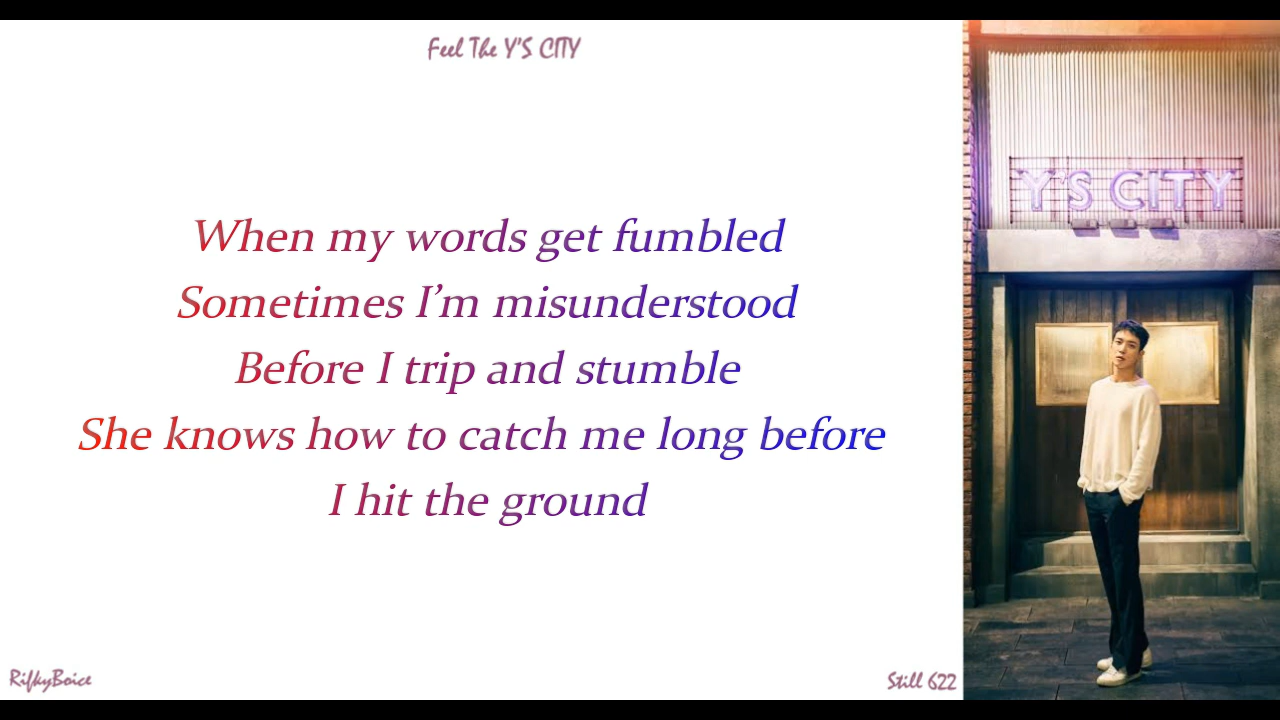 Feel The Y'S CITY
Y'S CITY
When my words get fumbled
Sometimes I’m misunderstood
Before I trip and stumble
She knows how to catch me long before
I hit the ground
RifkyBoice
Still 622